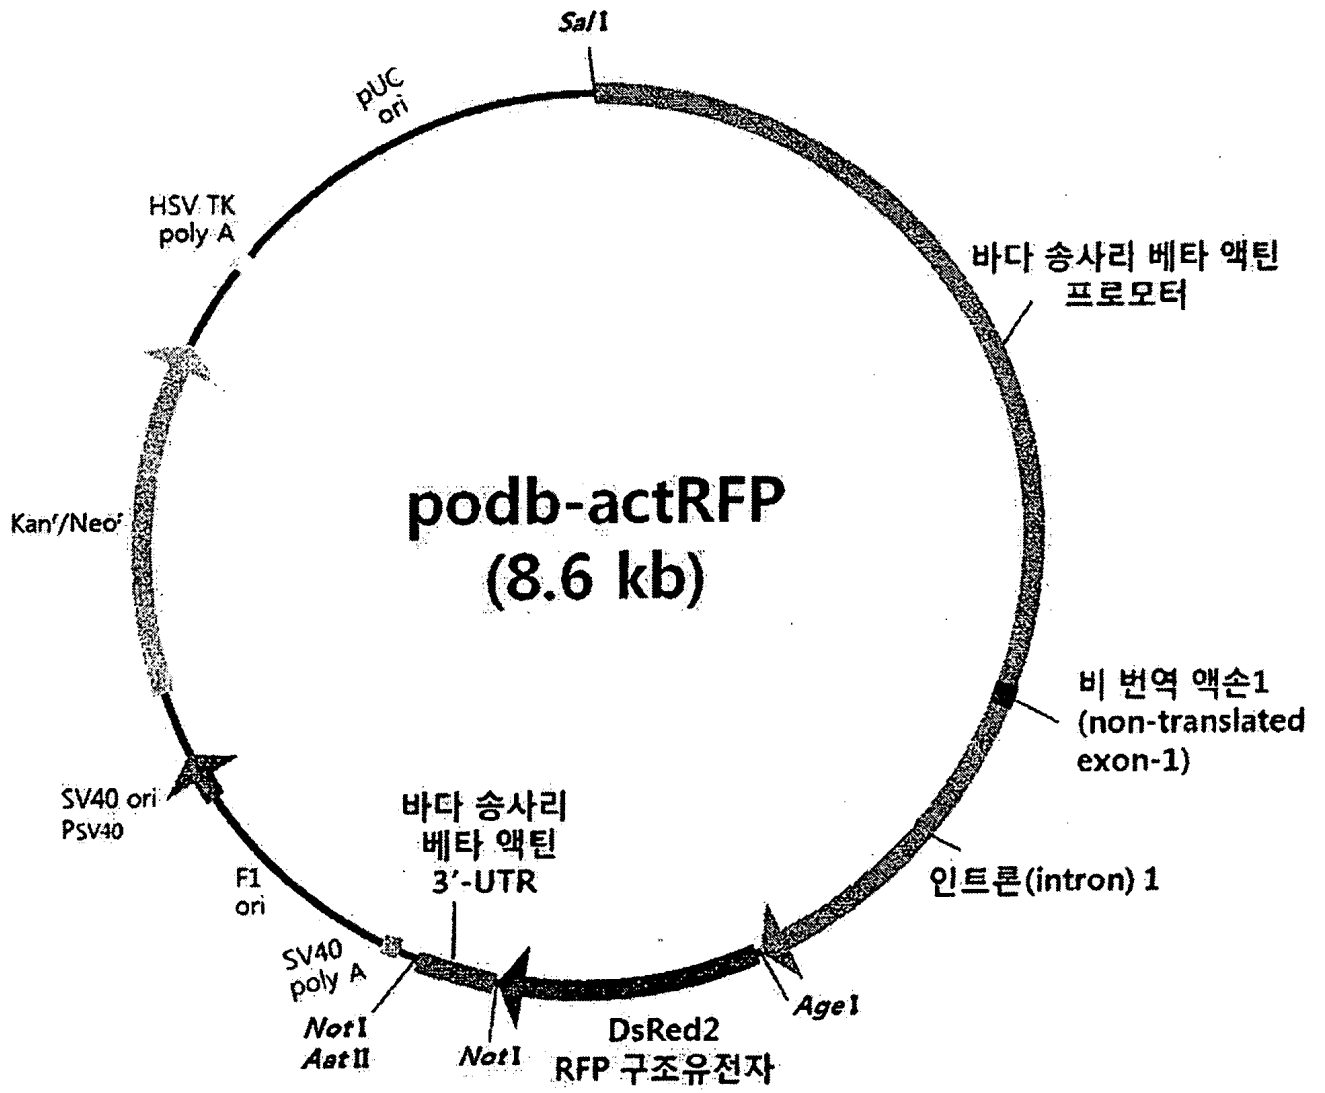 SalI
pUC
ori
HSV TK
poly A
바다 송사리 베타 액틴
프로모터
podb-actRFP
(8.6 kb)
Kanʳ/Neoʳ
비 번역 액손1
(non-translated
exon-1)
SV40 ori
PSV40
바다 송사리
베타 액틴
3′-UTR
인트론(intron) 1
F1
ori
SV40
poly A
AgeI
NotI
AatII
NotI
DsRed2
RFP 구조유전자